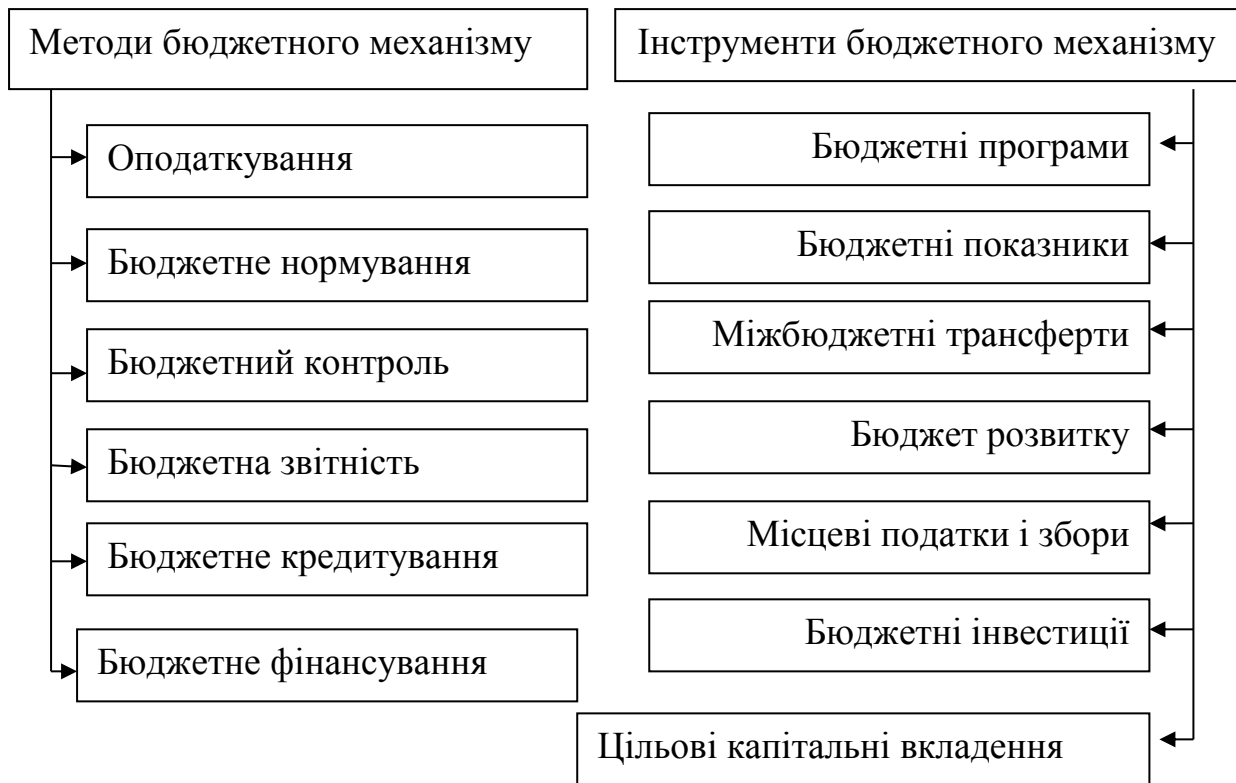 Методи бюджетного механізму
Оподаткування
Бюджетне нормування
Бюджетний контроль
Бюджетна звітність
Бюджетне кредитування
Бюджетне фінансування
Інструменти бюджетного механізму
Бюджетні програми
Бюджетні показники
Міжбюджетні трансферти
Бюджет розвитку
Місцеві податки і збори
Бюджетні інвестиції
Цільові капітальні вкладення